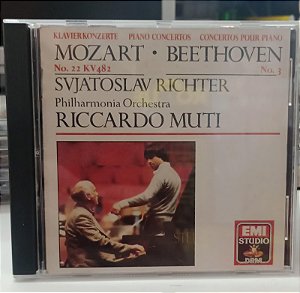 KLAVIERKONZERTE PIANO CONCERTOS CONCERTOS POUR PIANO
MOZART · BEETHOVEN
No. 22 KV482 No. 3
SVJATOSLAV RICHTER
Philharmonia Orchestra
RICCARDO MUTI
EMI
STUDIO
DRM